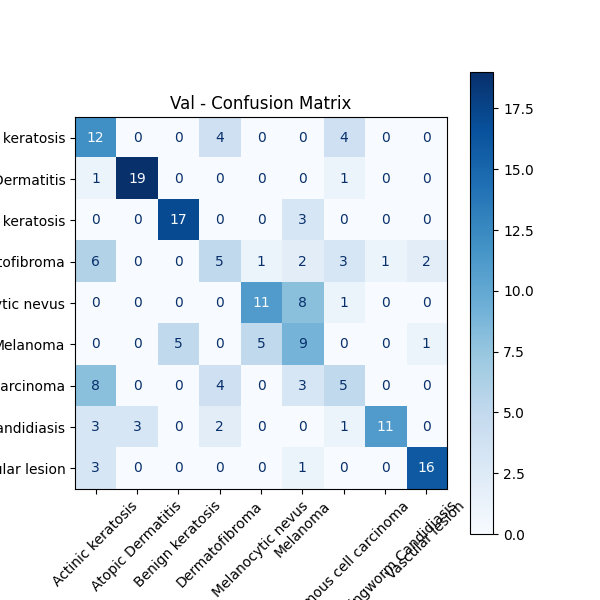 Val - Confusion Matrix
keratosis 12 0 0 4 0 0 4 0 0
Dermatitis 1 19 0 0 0 0 1 0 0
keratosis 0 0 17 0 0 3 0 0 0
tofibroma 6 0 0 5 1 2 3 1 2
tic nevus 0 0 0 0 11 8 1 0 0
Melanoma 0 0 5 0 5 9 0 0 1
arcinoma 8 0 0 4 0 3 5 0 0
andidiasis 3 3 0 2 0 0 1 11 0
ular lesion 3 0 0 0 0 1 0 0 16
Actinic keratosis
Atopic Dermatitis
Benign keratosis
Dermatofibroma
Melanocytic nevus
Melanoma
mous cell carcinoma
ngworm Candidiasis
Vascular lesion
17.5
15.0
12.5
10.0
7.5
5.0
2.5
0.0